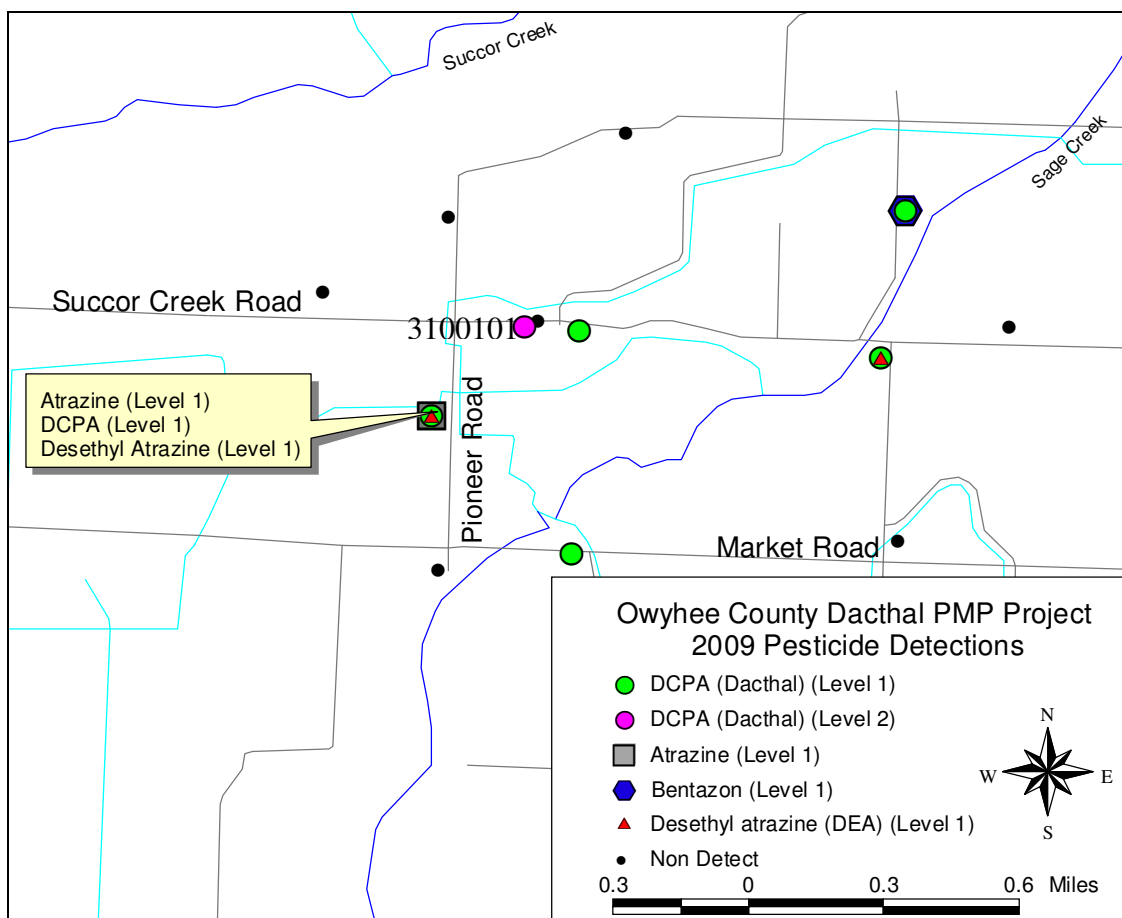 Succor Creek
Sage Creek
Succor Creek Road
3100101
Atrazine (Level 1)
DCPA (Level 1)
Desethyl Atrazine (Level 1)
Pioneer Road
Market Road
Owyhee County Dacthal PMP Project
2009 Pesticide Detections
DCPA (Dacthal) (Level 1)
DCPA (Dacthal) (Level 2)
Atrazine (Level 1)
Bentazon (Level 1)
Desethyl atrazine (DEA) (Level 1)
Non Detect
N
W E
S
0.3 0 0.3 0.6 Miles